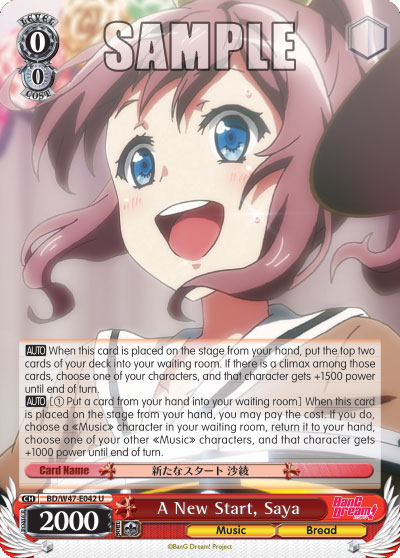 LEVEL
0
0
COST
SAMPLE
AUTO When this card is placed on the stage from your hand, put the top two
cards of your deck into your waiting room. If there is a climax among those
cards, choose one of your characters, and that character gets +1500 power
until end of turn.
AUTO [① Put a card from your hand into your waiting room] When this
card is placed on the stage from your hand, you may pay the cost. If you do,
choose a «Music» character in your waiting room, return it to your hand,
choose one of your other «Music» characters, and that character gets
+1000 power until end of turn.
Card Name 新たなスタート 沙綾
CH BD/W47-E042 U
A New Start, Saya
BanG Dream!
POWER 2000
Music Bread
©BanG Dream! Project